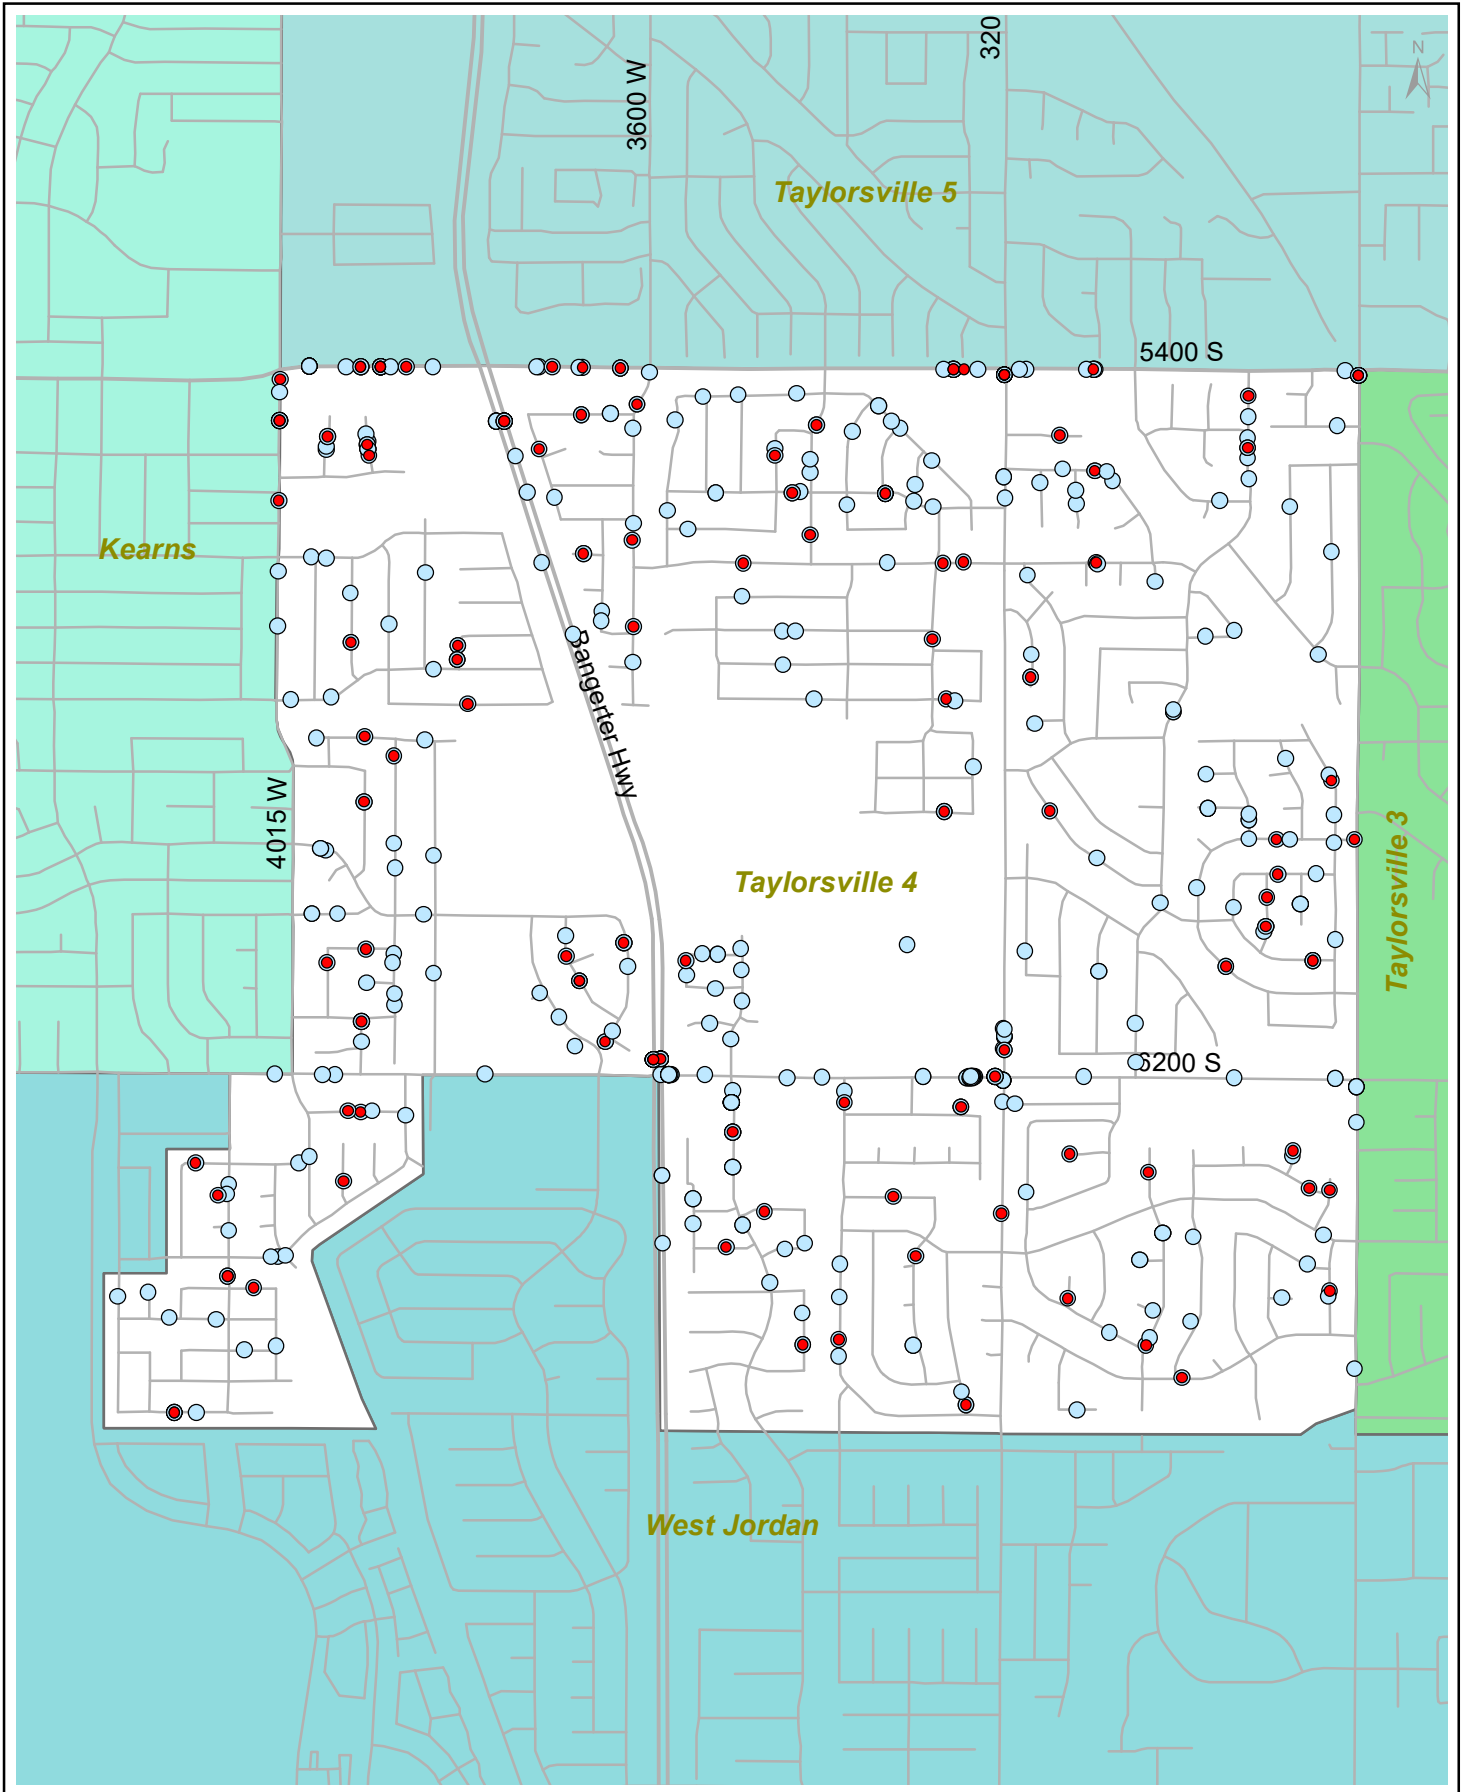 N
320
3600 W
Taylorsville 5
5400 S
Kearns
Bangerter Hwy
4015 W
Taylorsville 3
Taylorsville 4
6200 S
West Jordan